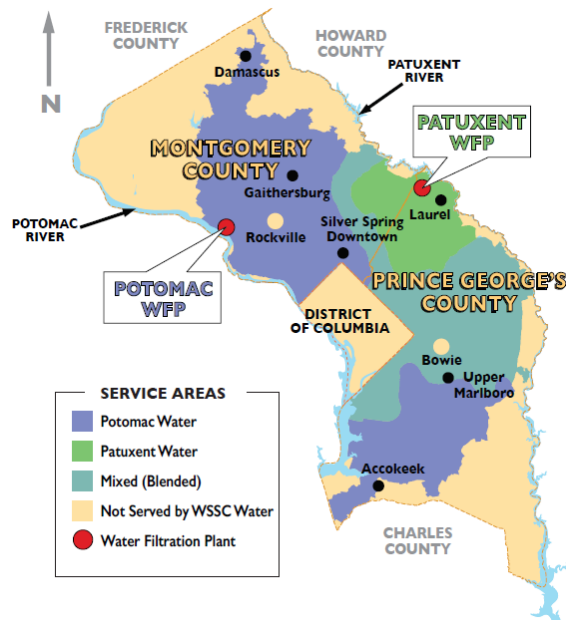 FREDERICK
COUNTY
HOWARD
COUNTY
PATUXENT
RIVER
N
Damascus
PATUXENT
WFP
MONTGOMERY
COUNTY
Gaithersburg
Laurel
POTOMAC
RIVER
Rockville
Silver Spring
Downtown
POTOMAC
WFP
PRINCE GEORGE'S
COUNTY
DISTRICT
OF COLUMBIA
Bowie
Upper
Marlboro
SERVICE AREAS
Potomac Water
Patuxent Water
Mixed (Blended)
Not Served by WSSC Water
Water Filtration Plant
Accokeek
CHARLES
COUNTY